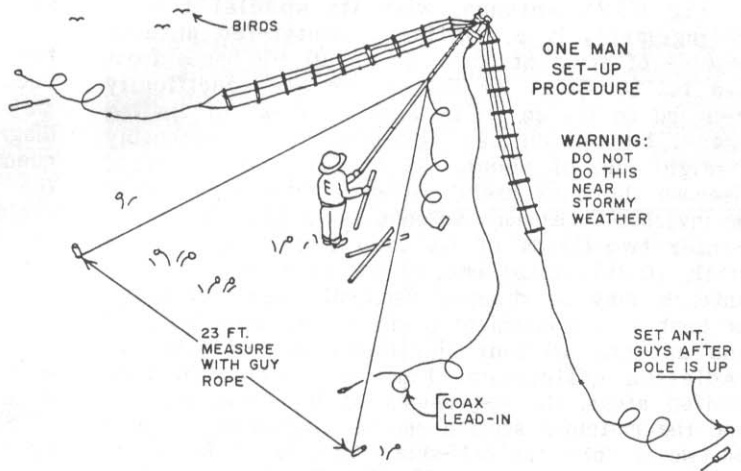 BIRDS
ONE MAN
SET-UP
PROCEDURE
WARNING:
DO NOT
DO THIS
NEAR
STORMY
WEATHER
E
23 FT.
MEASURE
WITH GUY
ROPE
COAX
LEAD-IN
SET ANT.
GUYS AFTER
POLE IS UP